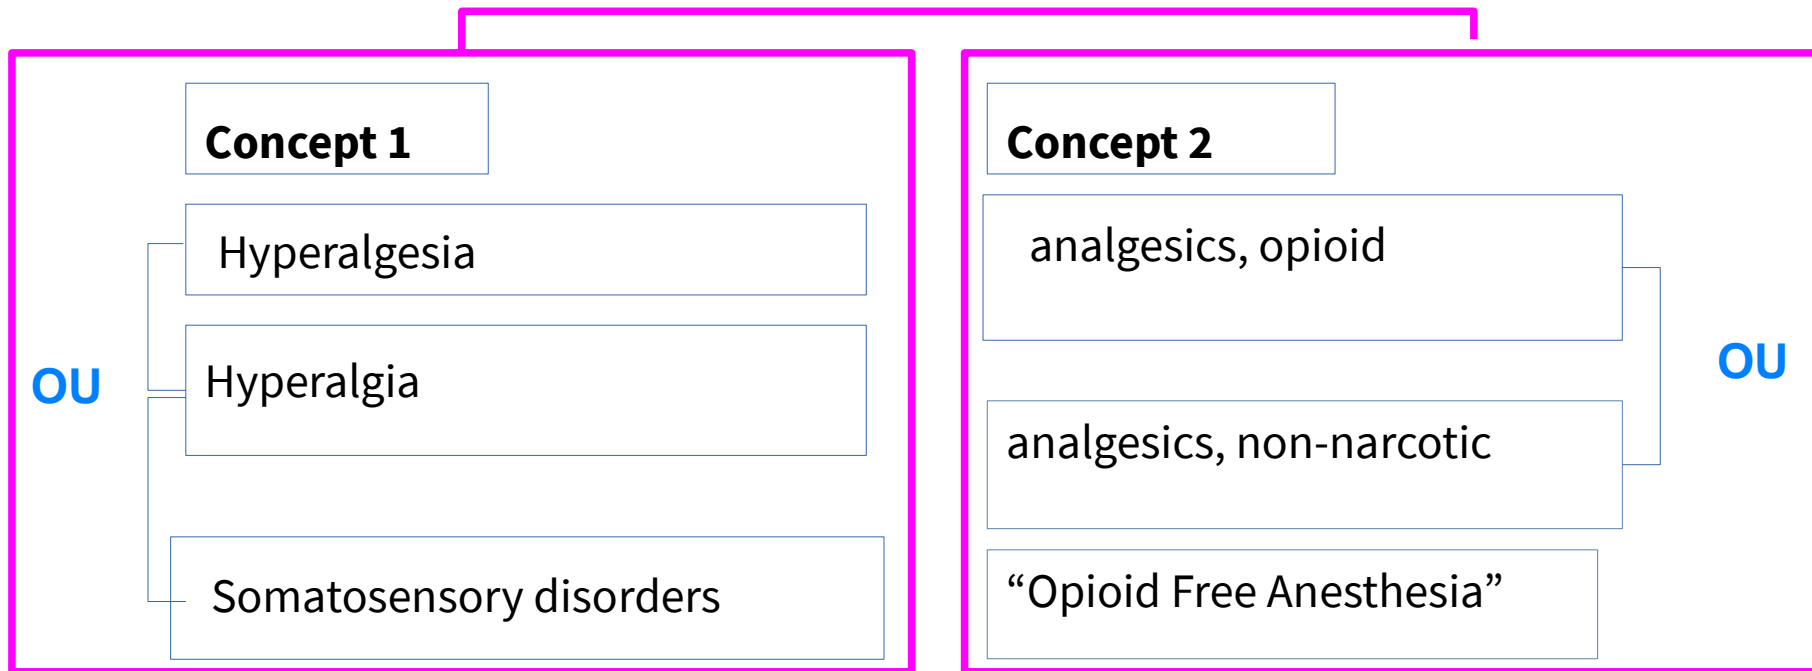 Concept 1
Hyperalgesia
Hyperalgia
OU
Somatosensory disorders
Concept 2
analgesics, opioid
OU
analgesics, non-narcotic
“Opioid Free Anesthesia”